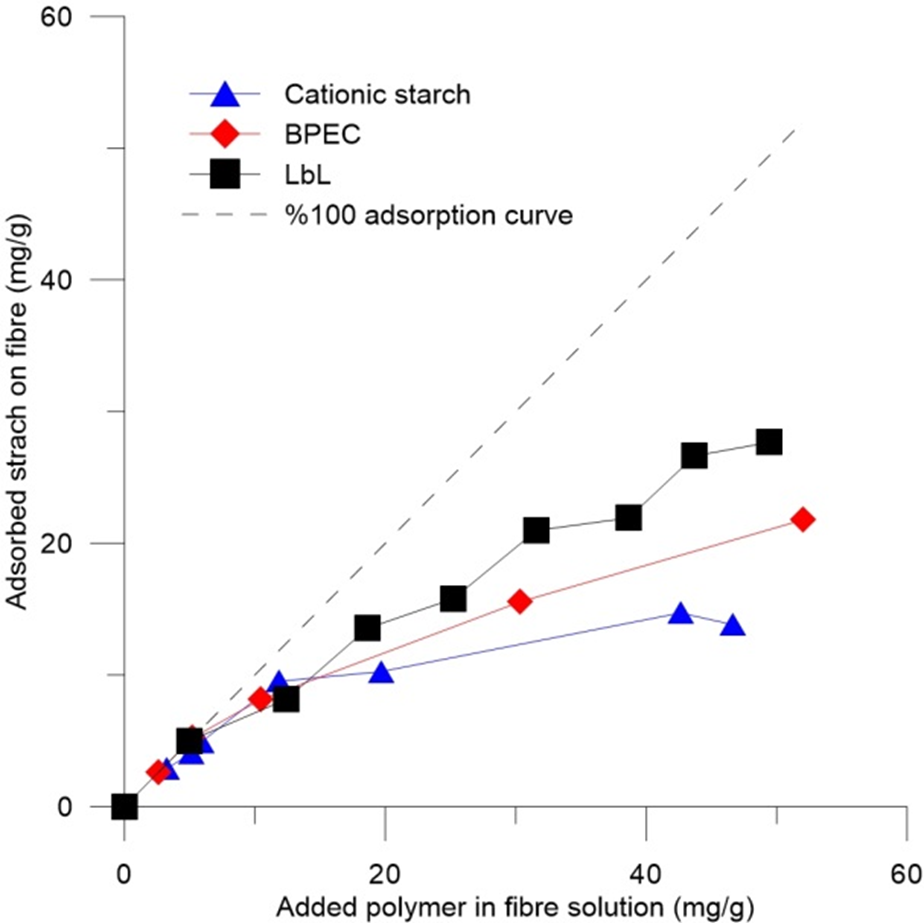 60
Cationic starch
BPEC
LbL
%100 adsorption curve
40
20
0
Adsorbed strach on fibre (mg/g)
0 20 40 60
Added polymer in fibre solution (mg/g)